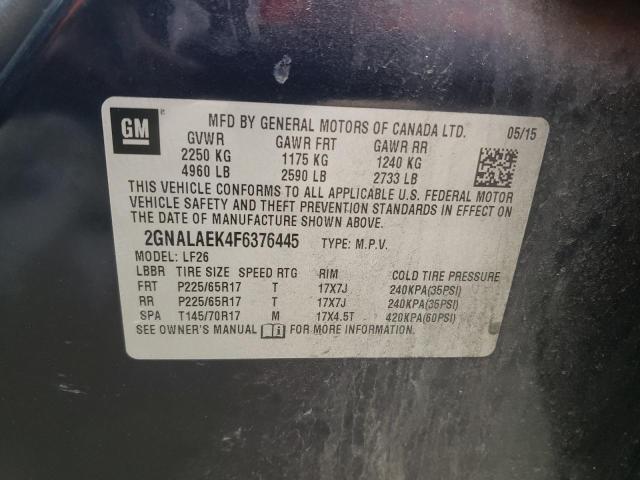 GM
MFD BY GENERAL MOTORS OF CANADA LTD. 05/15
GVWR GAWR FRT GAWR RR
2250 KG 1175 KG 1240 KG
4960 LB 2590 LB 2733 LB
THIS VEHICLE CONFORMS TO ALL APPLICABLE U.S. FEDERAL MOTOR
VEHICLE SAFETY AND THEFT PREVENTION STANDARDS IN EFFECT ON
THE DATE OF MANUFACTURE SHOWN ABOVE.
2GNALAEK4F6376445 TYPE: M.P.V.
MODEL: LF26
LBBR TIRE SIZE SPEED RTG RIM COLD TIRE PRESSURE
FRT P225/65R17 T 17X7J 240KPA(35PSI)
RR P225/65R17 T 17X7J 240KPA(35PSI)
SPA T145/70R17 M 17X4.5T 420KPA(60PSI)
SEE OWNER'S MANUAL FOR MORE INFORMATION.